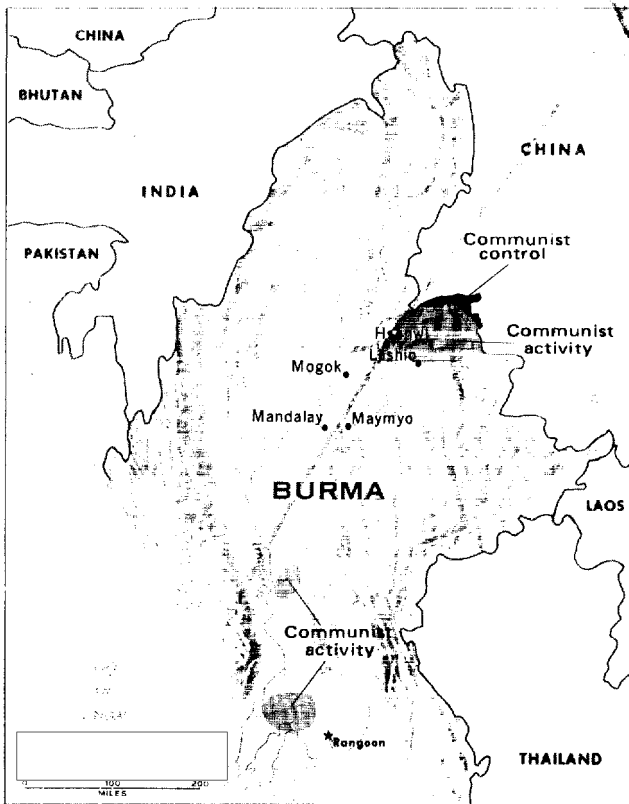 CHINA
BHUTAN
INDIA
CHINA
PAKISTAN
Communist
control
Hsenwi
Communist
activity
Lashio
Mogok
Mandalay
Maymyo
BURMA
LAOS
Communist
activity
Rangoon
THAILAND
0 100 200
MILES